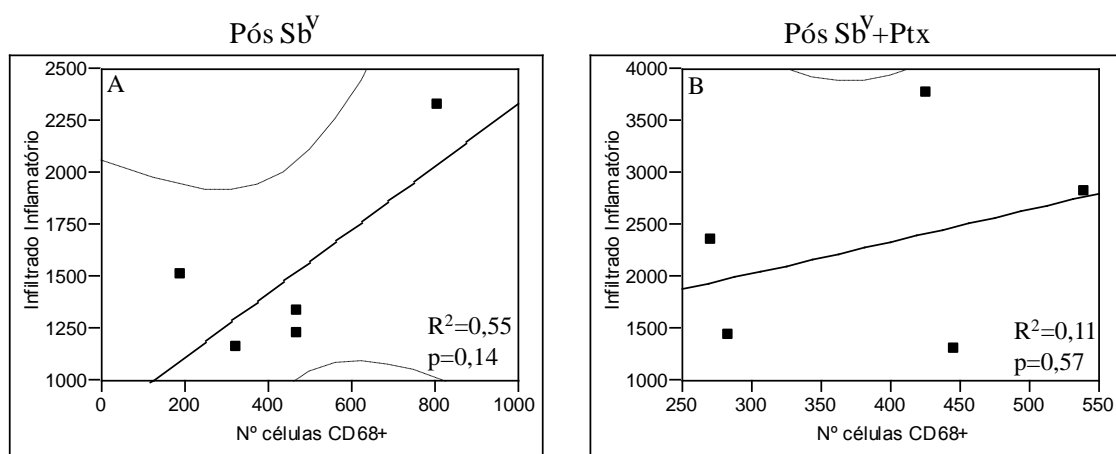 Pós Sbⱽ
A
Infiltrado Inflamatório
2500
2250
2000
1750
1500
1250
1000
0 200 400 600 800 1000
Nº células CD68+
R²=0,55
p=0,14
Pós Sbⱽ+Ptx
B
Infiltrado Inflamatório
4000
3500
3000
2500
2000
1500
1000
250 300 350 400 450 500 550
Nº células CD68+
R²=0,11
p=0,57